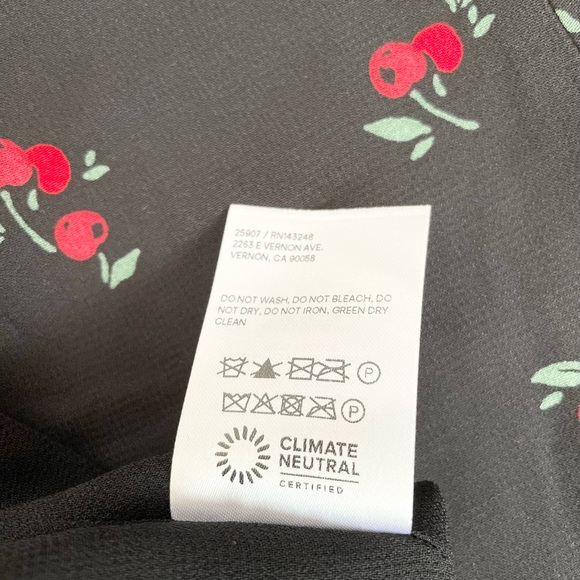 25907 / RN143248
2263 E VERNON AVE.
VERNON, CA 90058
DO NOT WASH, DO NOT BLEACH, DO
NOT DRY, DO NOT IRON, GREEN DRY
CLEAN
P
P
CLIMATE
NEUTRAL
CERTIFIED